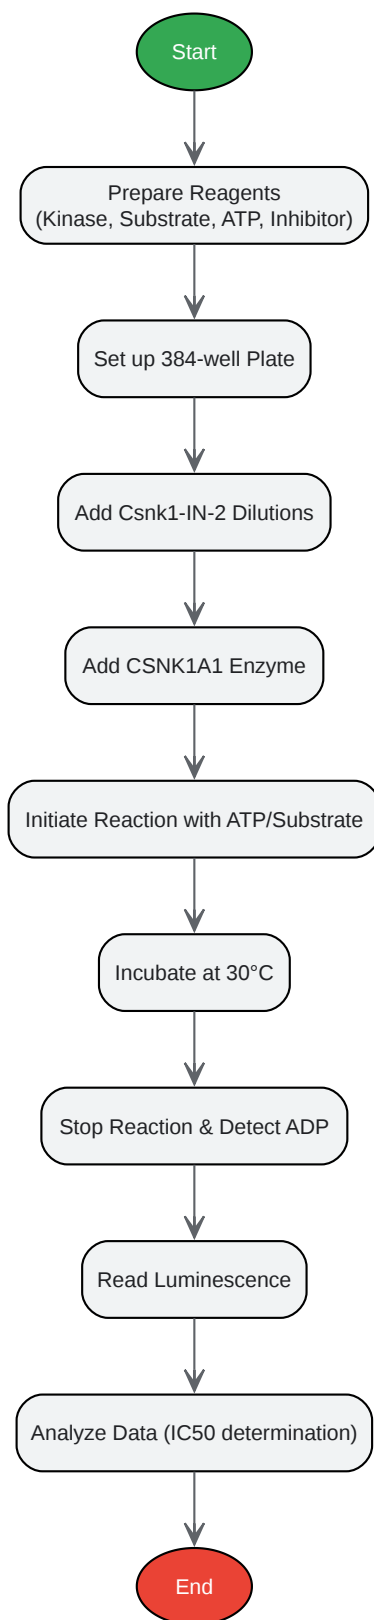 Start
Prepare Reagents
(Kinase, Substrate, ATP, Inhibitor)
Set up 384-well Plate
Add Csnk1-IN-2 Dilutions
Add CSNK1A1 Enzyme
Initiate Reaction with ATP/Substrate
Incubate at 30°C
Stop Reaction & Detect ADP
Read Luminescence
Analyze Data (IC50 determination)
End